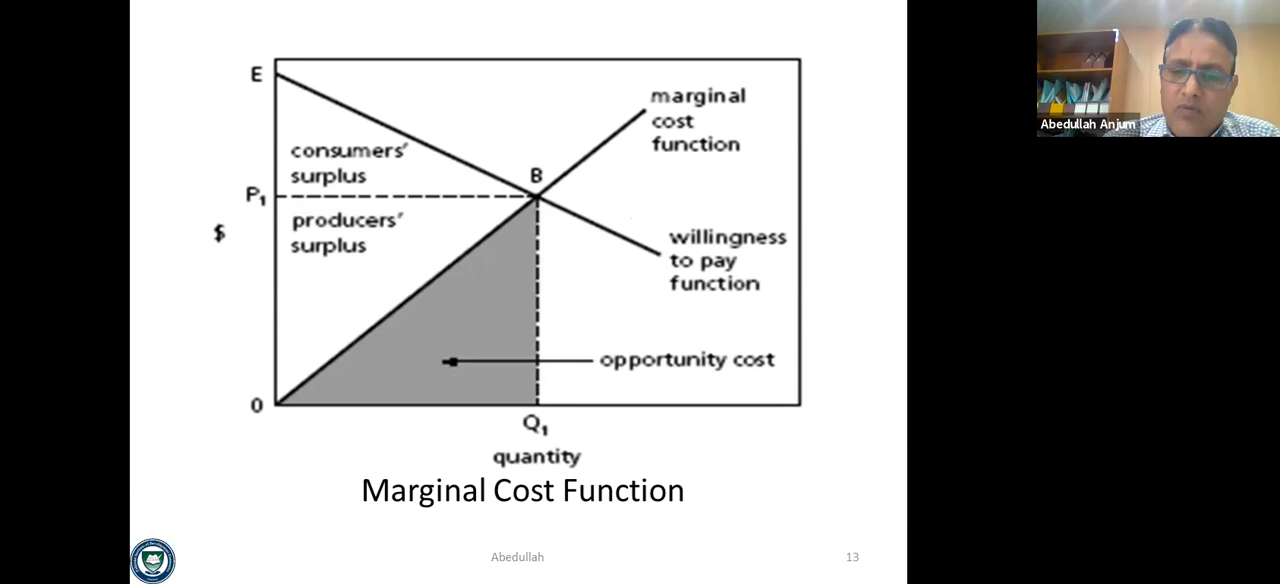 E
marginal
cost
function
consumers'
surplus
B
P1
producers'
surplus
$
willingness
to pay
function
opportunity cost
0
Q1
quantity
Marginal Cost Function
Abedullah
13
Abedullah Anjum